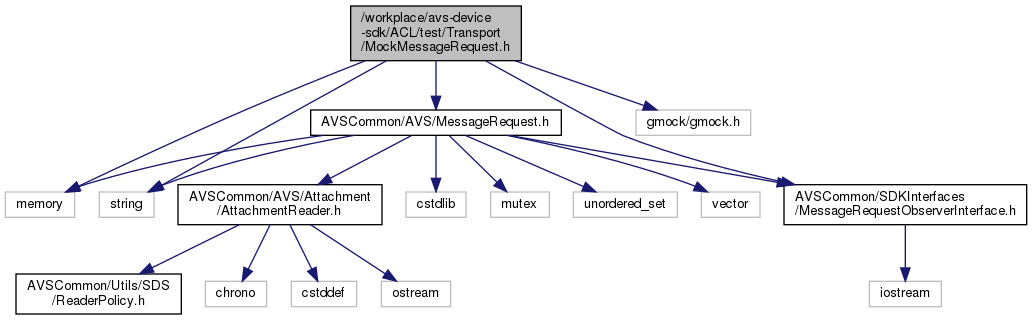 /workplace/avs-device
-sdk/ACL/test/Transport
/MockMessageRequest.h
AVSCommon/AVS/MessageRequest.h
gmock/gmock.h
memory
string
AVSCommon/AVS/Attachment
/AttachmentReader.h
cstdlib
mutex
unordered_set
vector
AVSCommon/SDKInterfaces
/MessageRequestObserverInterface.h
AVSCommon/Utils/SDS
/ReaderPolicy.h
chrono
cstddef
ostream
iostream